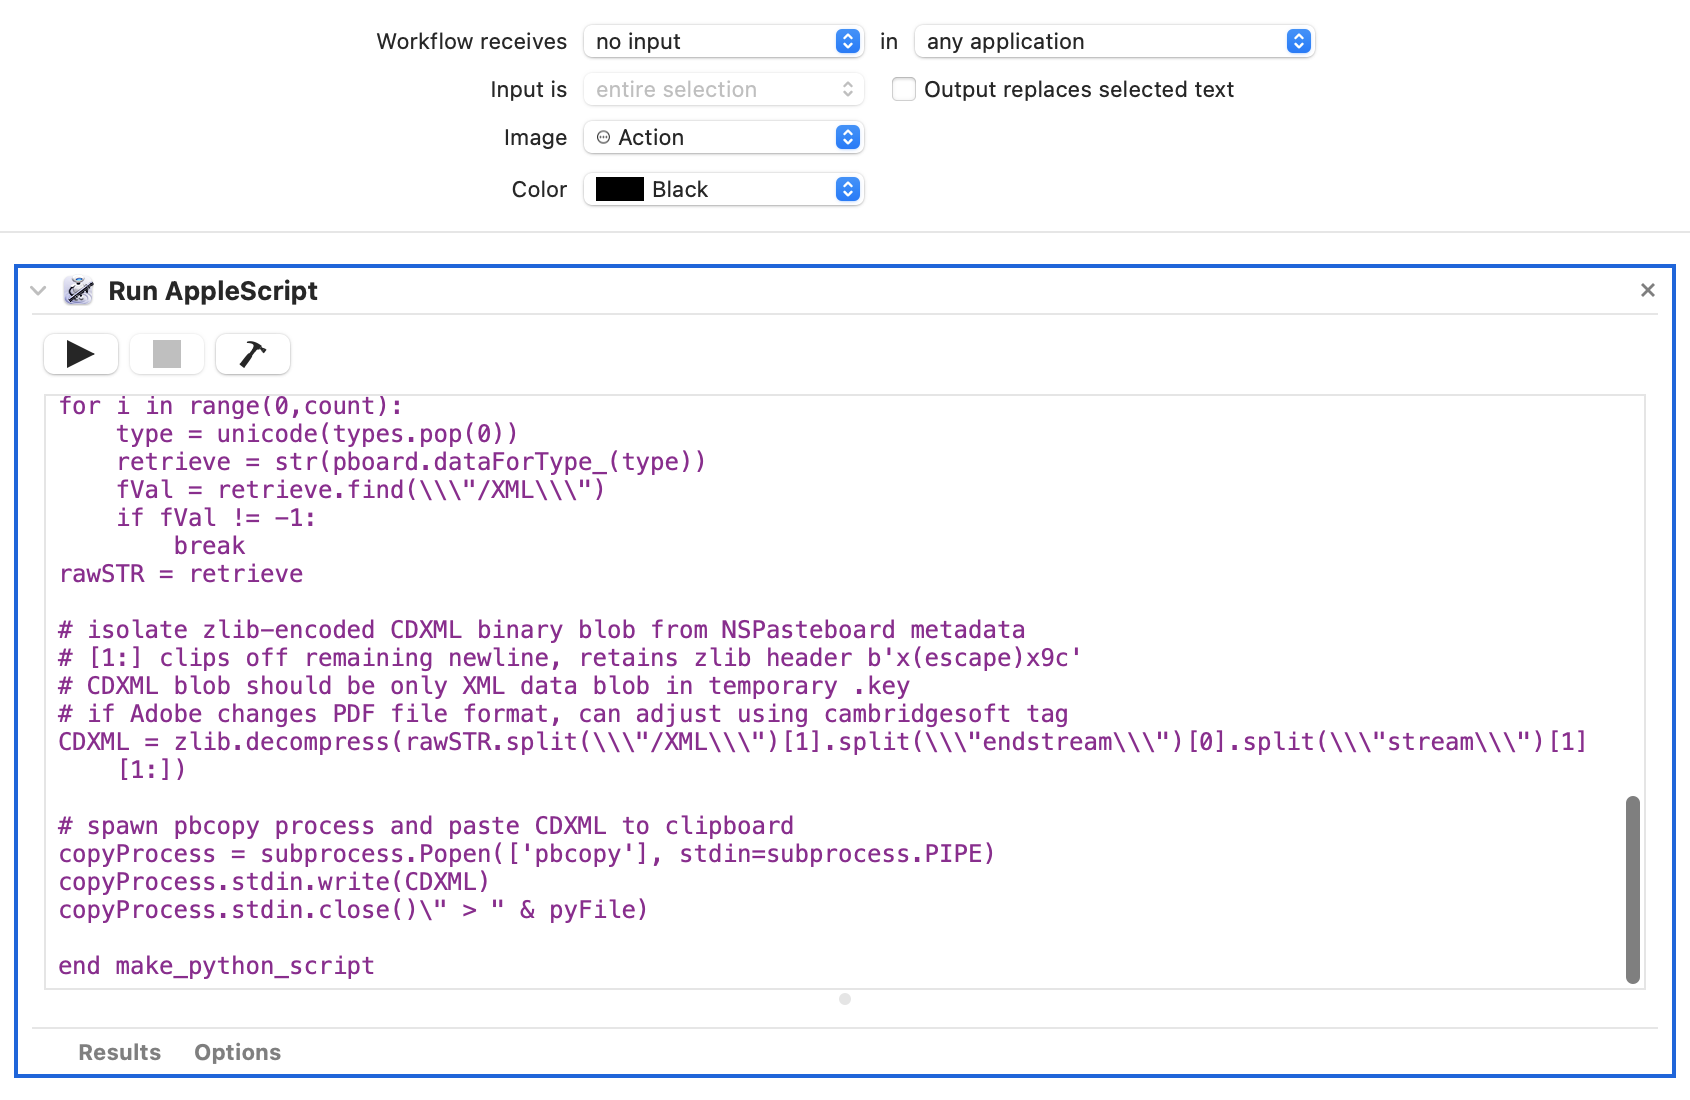 Workflow receives no input in any application
Input is entire selection Output replaces selected text
Image Action
Color Black
Run AppleScript
for i in range(0,count):
    type = unicode(types.pop(0))
    retrieve = str(pboard.dataForType_(type))
    fVal = retrieve.find(\\\"/XML\\\")
    if fVal != -1:
        break
rawSTR = retrieve
# isolate zlib-encoded CDXML binary blob from NSPasteboard metadata
# [1:] clips off remaining newline, retains zlib header b'x(escape)x9c'
# CDXML blob should be only XML data blob in temporary .key
# if Adobe changes PDF file format, can adjust using cambridgesoft tag
CDXML = zlib.decompress(rawSTR.split(\\\"/XML\\\")[1].split(\\\"endstream\\\")[0].split(\\\"stream\\\")[1]
    [1:])
# spawn pbcopy process and paste CDXML to clipboard
copyProcess = subprocess.Popen(['pbcopy'], stdin=subprocess.PIPE)
copyProcess.stdin.write(CDXML)
copyProcess.stdin.close()\" > " & pyFile)
end make_python_script
Results Options